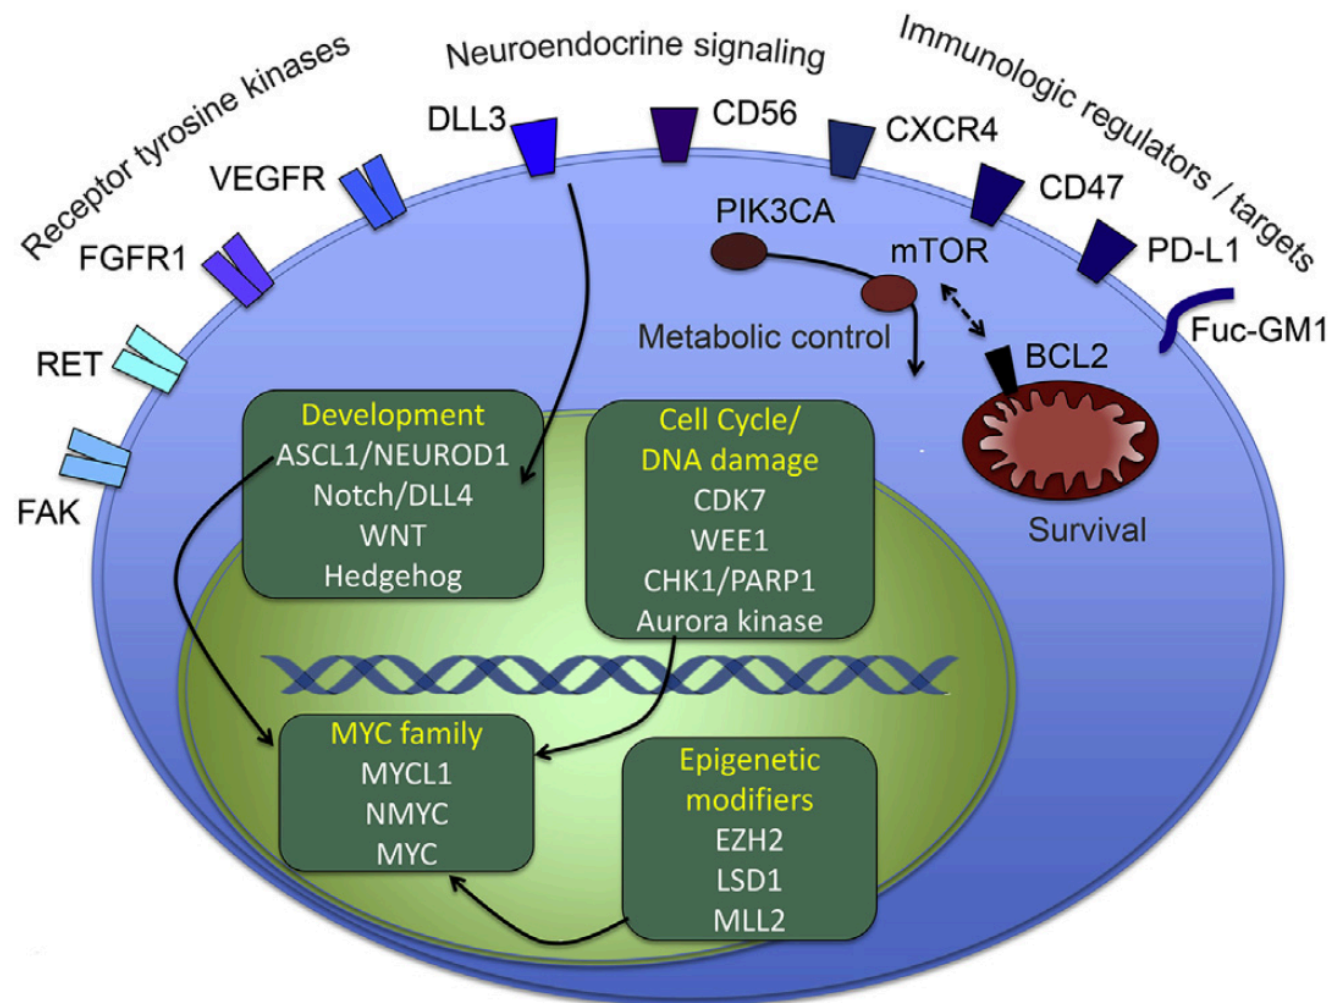 Receptor tyrosine kinases
Neuroendocrine signaling
Immunologic regulators / targets
DLL3
CD56
CXCR4
VEGFR
CD47
FGFR1
PIK3CA
mTOR
PD-L1
RET
Metabolic control
Fuc-GM1
BCL2
FAK
Survival
Development
ASCL1/NEUROD1
Notch/DLL4
WNT
Hedgehog
Cell Cycle/
DNA damage
CDK7
WEE1
CHK1/PARP1
Aurora kinase
MYC family
MYCL1
NMYC
MYC
Epigenetic
modifiers
EZH2
LSD1
MLL2